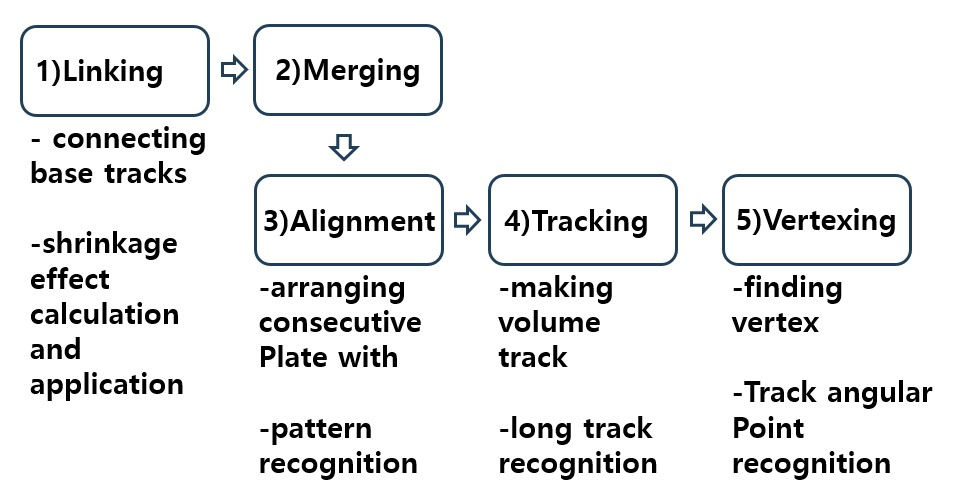 1)Linking
2)Merging
- connecting
base tracks
-shrinkage
effect
calculation
and
application
3)Alignment
4)Tracking
5)Vertexing
-arranging
consecutive
Plate with
-pattern
recognition
-making
volume
track
-long track
recognition
-finding
vertex
-Track angular
Point
recognition